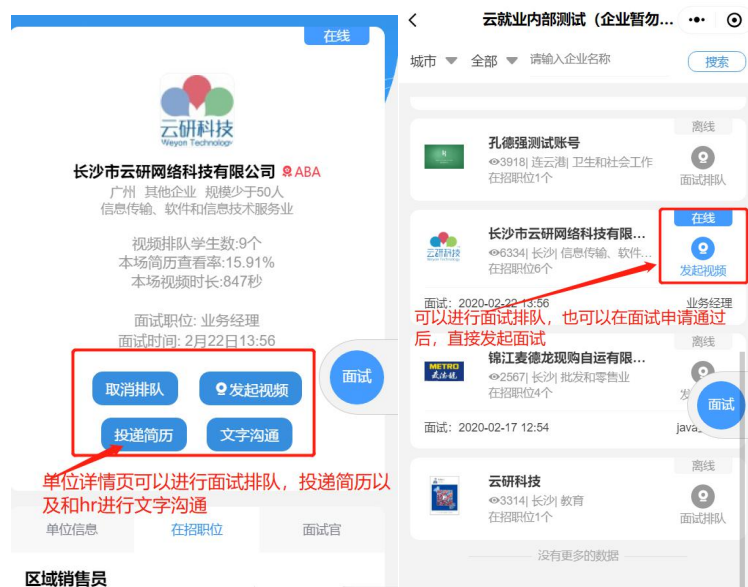 在线
云研科技
Weyon Technology
长沙市云研网络科技有限公司 ABA
广州 其他企业 规模少于50人
信息传输、软件和信息技术服务业
视频排队学生数:9个
本场简历查看率:15.91%
本场视频时长:847秒
面试职位: 业务经理
面试时间: 2月22日13:56
取消排队
发起视频
投递简历
文字沟通
面试
单位详情页可以进行面试排队，投递简历以
及和hr进行文字沟通
单位信息
在招职位
面试官
区域销售员
云就业内部测试（企业暂勿...
城市
全部
请输入企业名称
搜索
离线
孔德强测试账号
3918| 连云港| 卫生和社会工作
在招职位1个
面试排队
在线
云研科技
长沙市云研网络科技有限...
6334| 长沙| 信息传输、软件...
在招职位6个
发起视频
面试: 2020-02-22 13:56
业务经理
可以进行面试排队，也可以在面试申请通过
后，直接发起面试
离线
METRO
麦德龙
锦江麦德龙现购自运有限...
2567| 长沙| 批发和零售业
在招职位4个
发
面试
面试: 2020-02-17 12:54
java
离线
云研科技
3314| 长沙| 教育
在招职位1个
面试排队
没有更多的数据